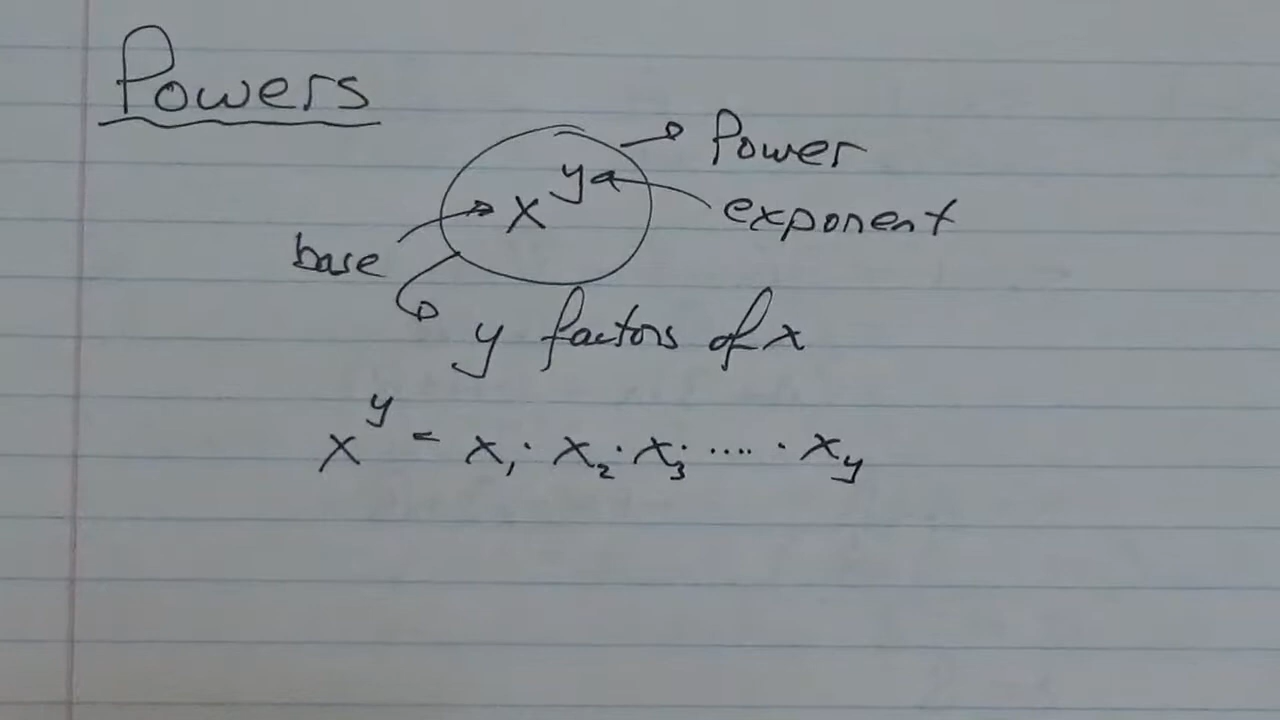 Powers
Power
x^y
exponent
base
y factors of x
x^y = x₁ · x₂ · x₃ · .... · x_y